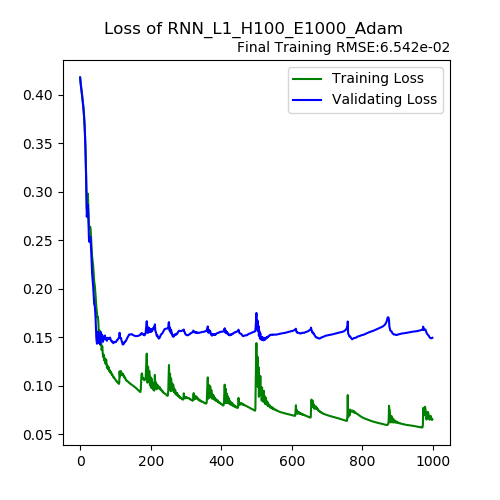 Loss of RNN_L1_H100_E1000_Adam
Final Training RMSE:6.542e-02
Training Loss
Validating Loss
0.40
0.35
0.30
0.25
0.20
0.15
0.10
0.05
0 200 400 600 800 1000